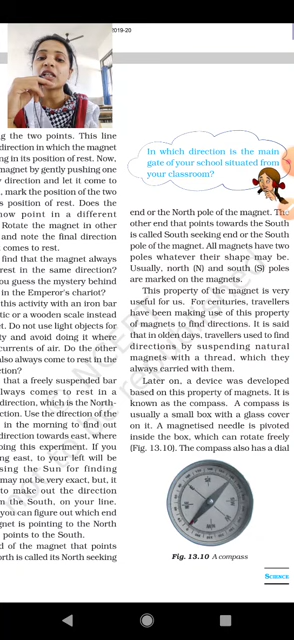 2019-20
ng the two points. This line
direction in which the magnet
ng in its position of rest. Now,
magnet by gently pushing one
direction and let it come to
, mark the position of the two
s position of rest. Does the
now point in a different
Rotate the magnet in other
and note the final direction
comes to rest.
find that the magnet always
rest in the same direction?
ou guess the mystery behind
in the Emperor's chariot?
this activity with an iron bar
tic or a wooden scale instead
et. Do not use light objects for
ty and avoid doing it where
urrents of air. Do the other
also always come to rest in the
ction?
that a freely suspended bar
lways comes to rest in a
direction, which is the North-
ction. Use the direction of the
in the morning to find out
direction towards east, where
oing this experiment. If you
ng east, to your left will be
sing the Sun for finding
may not be very exact, but, it
to make out the direction
m the South, on your line.
you can figure out which end
gnet is pointing to the North
points to the South.
d of the magnet that points
orth is called its North seeking
In which direction is the main
gate of your school situated from
your classroom?
end or the North pole of the magnet. The
other end that points towards the South
is called South seeking end or the South
pole of the magnet. All magnets have two
poles whatever their shape may be.
Usually, north (N) and south (S) poles
are marked on the magnets.
This property of the magnet is very
useful for us. For centuries, travellers
have been making use of this property
of magnets to find directions. It is said
that in olden days, travellers used to find
directions by suspending natural
magnets with a thread, which they
always carried with them.
Later on, a device was developed
based on this property of magnets. It is
known as the compass. A compass is
usually a small box with a glass cover
on it. A magnetised needle is pivoted
inside the box, which can rotate freely
(Fig. 13.10). The compass also has a dial
Fig. 13.10 A compass
SCIENCE